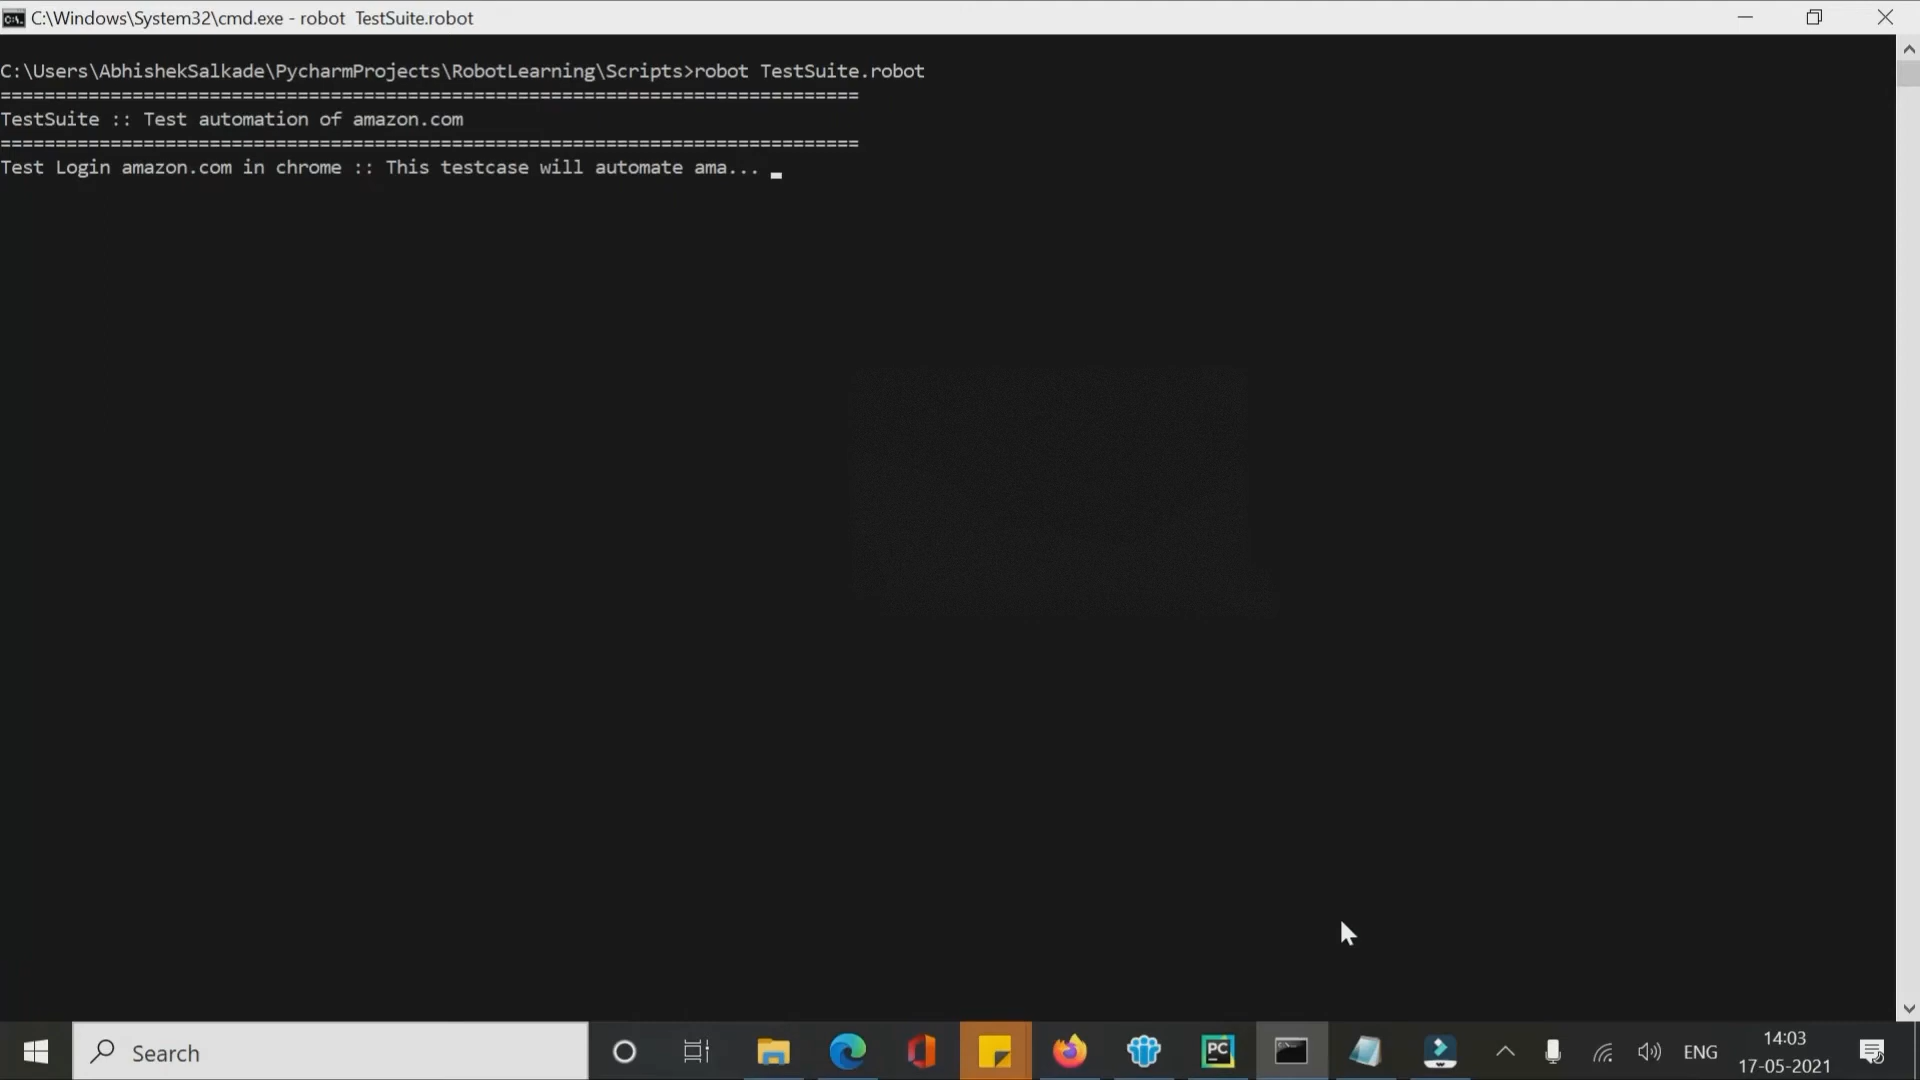 C:\Windows\System32\cmd.exe - robot  TestSuite.robot
C:\Users\AbhishekSalkade\PycharmProjects\RobotLearning\Scripts>robot TestSuite.robot
==============================================================================
TestSuite :: Test automation of amazon.com
==============================================================================
Test Login amazon.com in chrome :: This testcase will automate ama...
Search
PC
ENG
14:03
17-05-2021